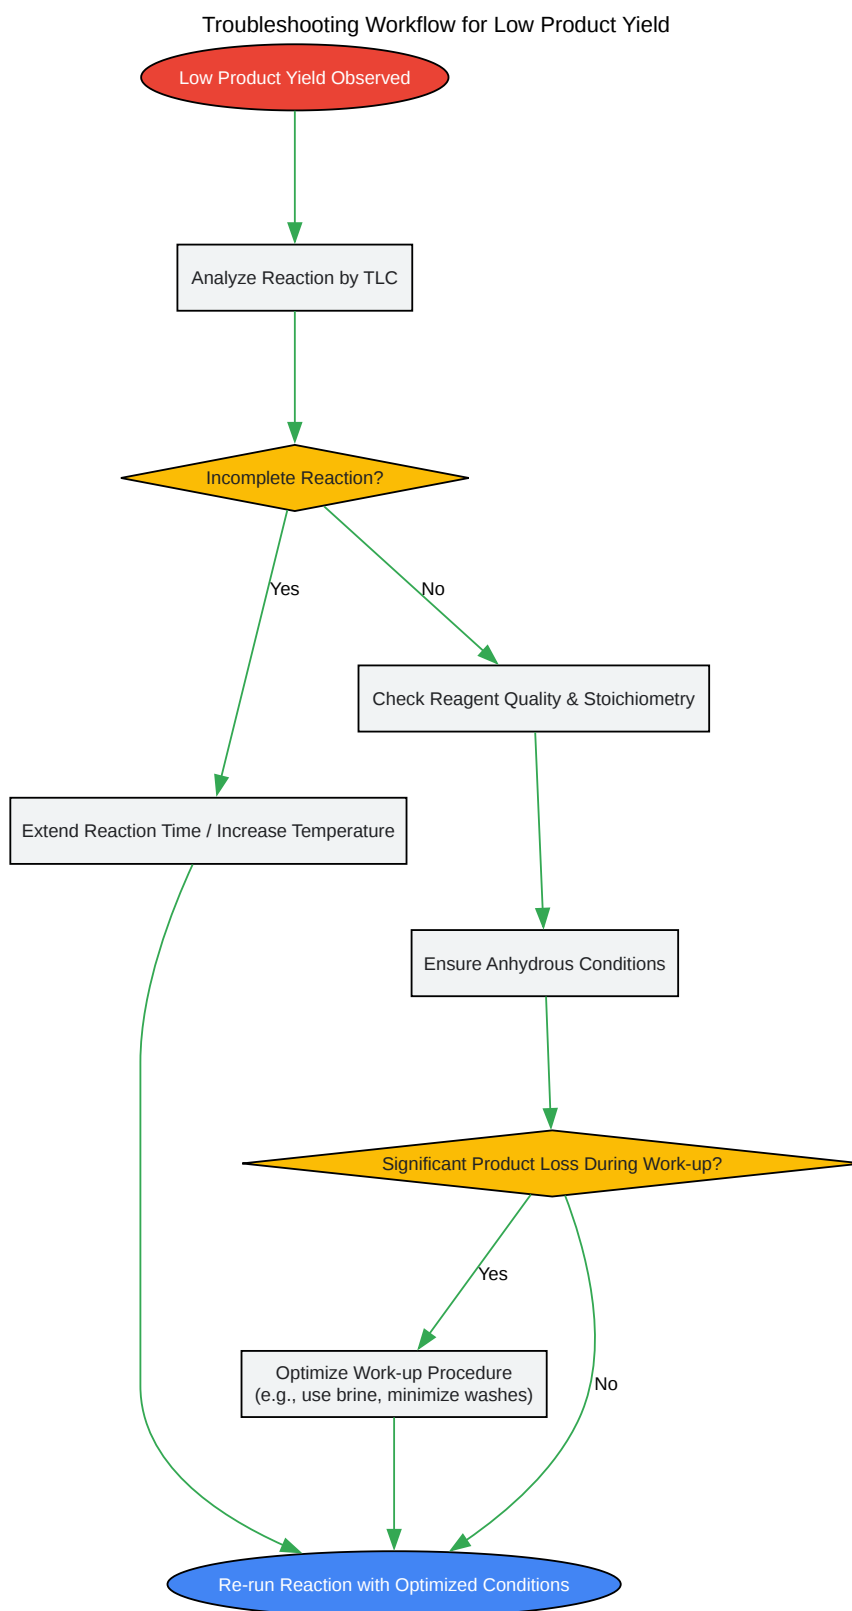 Troubleshooting Workflow for Low Product Yield
Low Product Yield Observed
Analyze Reaction by TLC
Incomplete Reaction?
Yes
No
Check Reagent Quality & Stoichiometry
Extend Reaction Time / Increase Temperature
Ensure Anhydrous Conditions
Significant Product Loss During Work-up?
Yes
Optimize Work-up Procedure
(e.g., use brine, minimize washes)
No
Re-run Reaction with Optimized Conditions